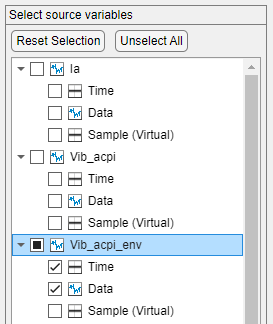 Select source variables
Reset Selection Unselect All
Ia
Time
Data
Sample (Virtual)
Vib_acpi
Time
Data
Sample (Virtual)
Vib_acpi_env
Time
Data
Sample (Virtual)